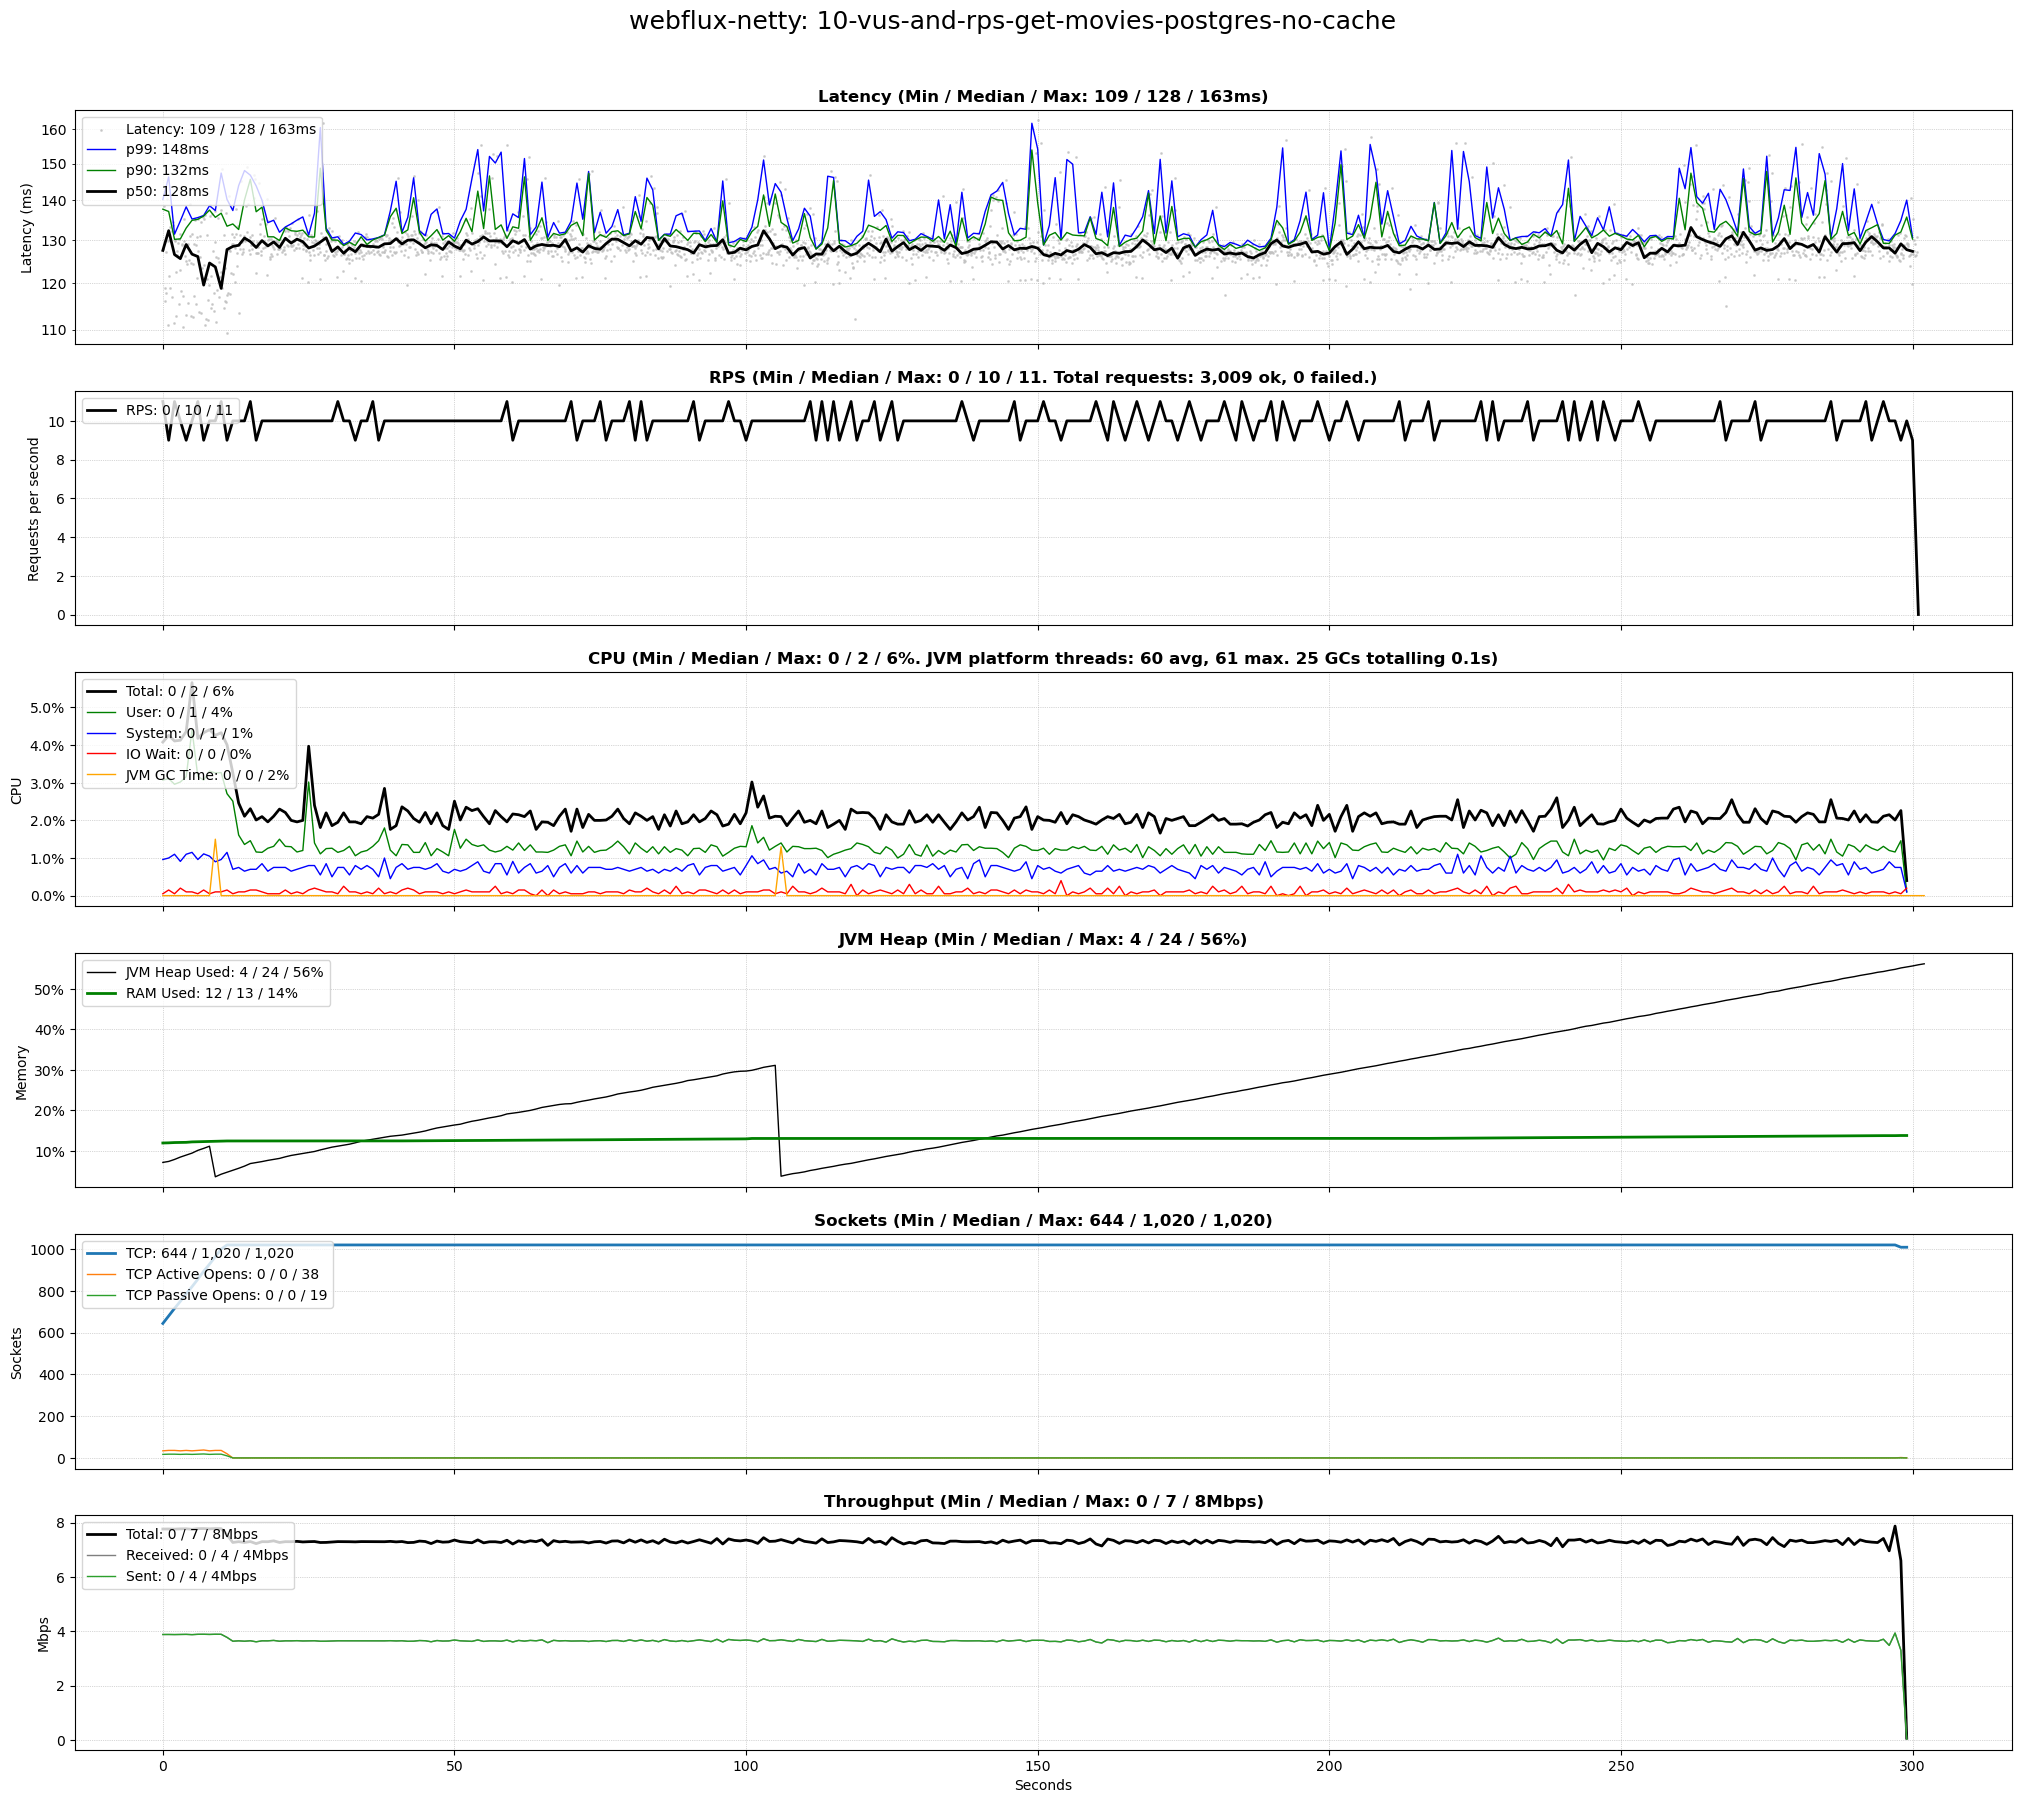 webflux-netty: 10-vus-and-rps-get-movies-postgres-no-cache
Latency (Min / Median / Max: 109 / 128 / 163ms)
Latency: 109 / 128 / 163ms
p99: 148ms
p90: 132ms
p50: 128ms
160
150
140
130
120
110
Latency (ms)
RPS (Min / Median / Max: 0 / 10 / 11. Total requests: 3,009 ok, 0 failed.)
RPS: 0 / 10 / 11
10
8
6
4
2
0
Requests per second
CPU (Min / Median / Max: 0 / 2 / 6%. JVM platform threads: 60 avg, 61 max. 25 GCs totalling 0.1s)
Total: 0 / 2 / 6%
User: 0 / 1 / 4%
System: 0 / 1 / 1%
IO Wait: 0 / 0 / 0%
JVM GC Time: 0 / 0 / 2%
5.0%
4.0%
3.0%
2.0%
1.0%
0.0%
CPU
JVM Heap (Min / Median / Max: 4 / 24 / 56%)
JVM Heap Used: 4 / 24 / 56%
RAM Used: 12 / 13 / 14%
50%
40%
30%
20%
10%
Memory
Sockets (Min / Median / Max: 644 / 1,020 / 1,020)
TCP: 644 / 1,020 / 1,020
TCP Active Opens: 0 / 0 / 38
TCP Passive Opens: 0 / 0 / 19
1000
800
600
400
200
0
Sockets
Throughput (Min / Median / Max: 0 / 7 / 8Mbps)
Total: 0 / 7 / 8Mbps
Received: 0 / 4 / 4Mbps
Sent: 0 / 4 / 4Mbps
8
6
4
2
0
Mbps
0 50 100 150 200 250 300
Seconds